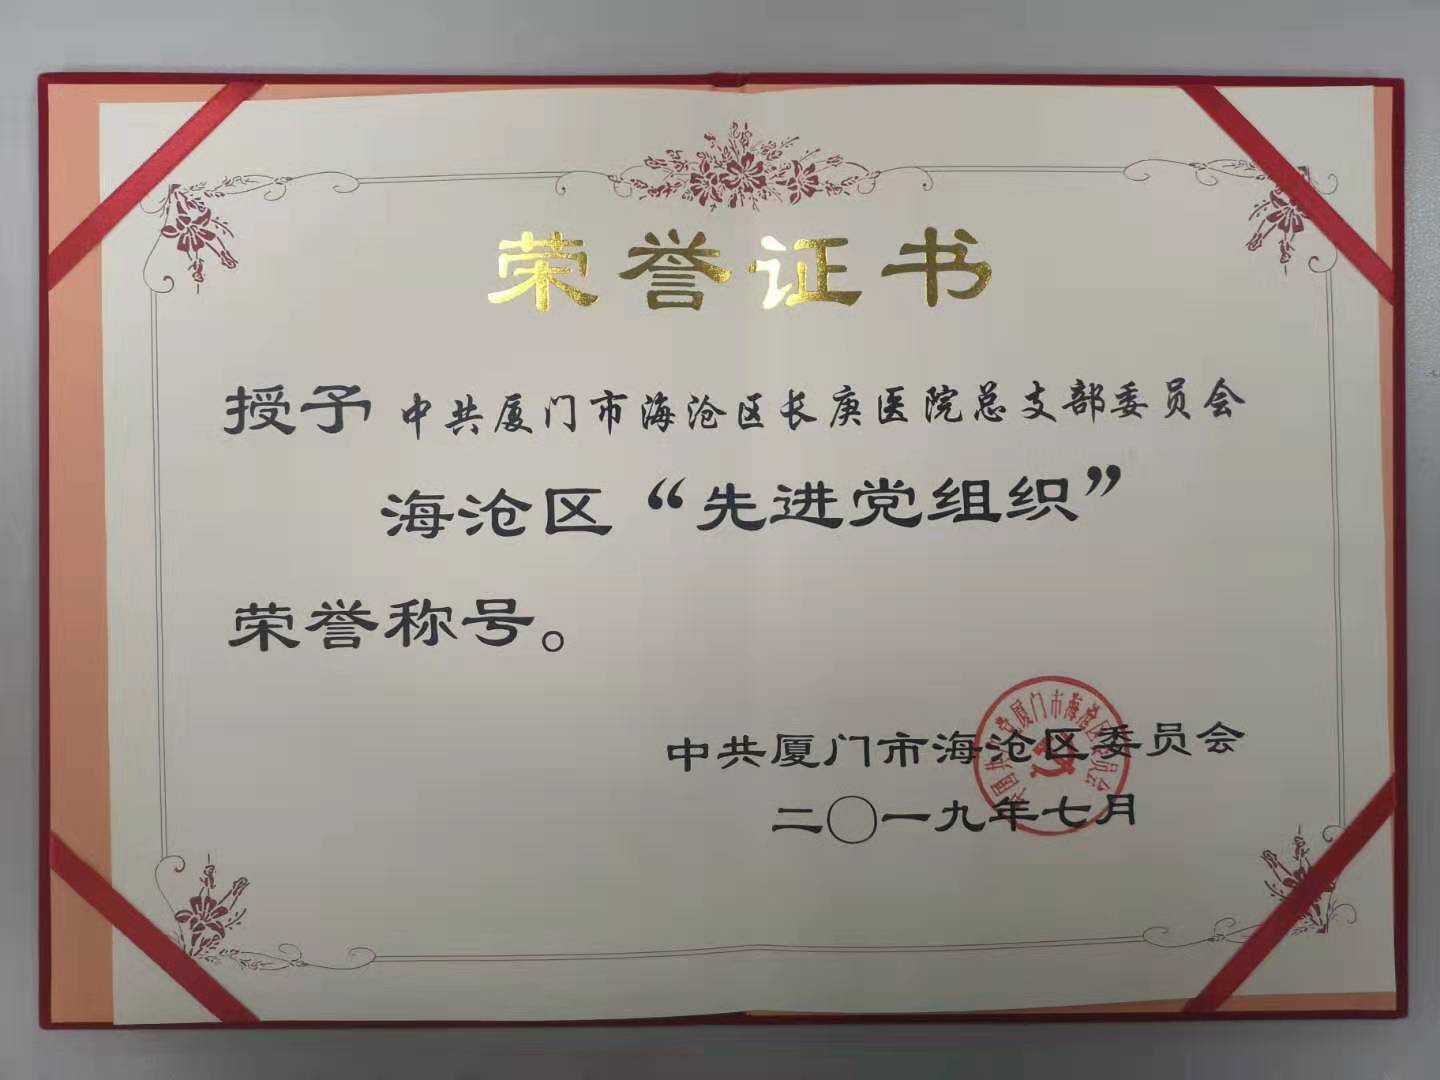 荣誉证书
授予 中共厦门市海沧区长庚医院总支部委员会
海沧区“先进党组织”
荣誉称号。
中共厦门市海沧区委员会
二〇一九年七月